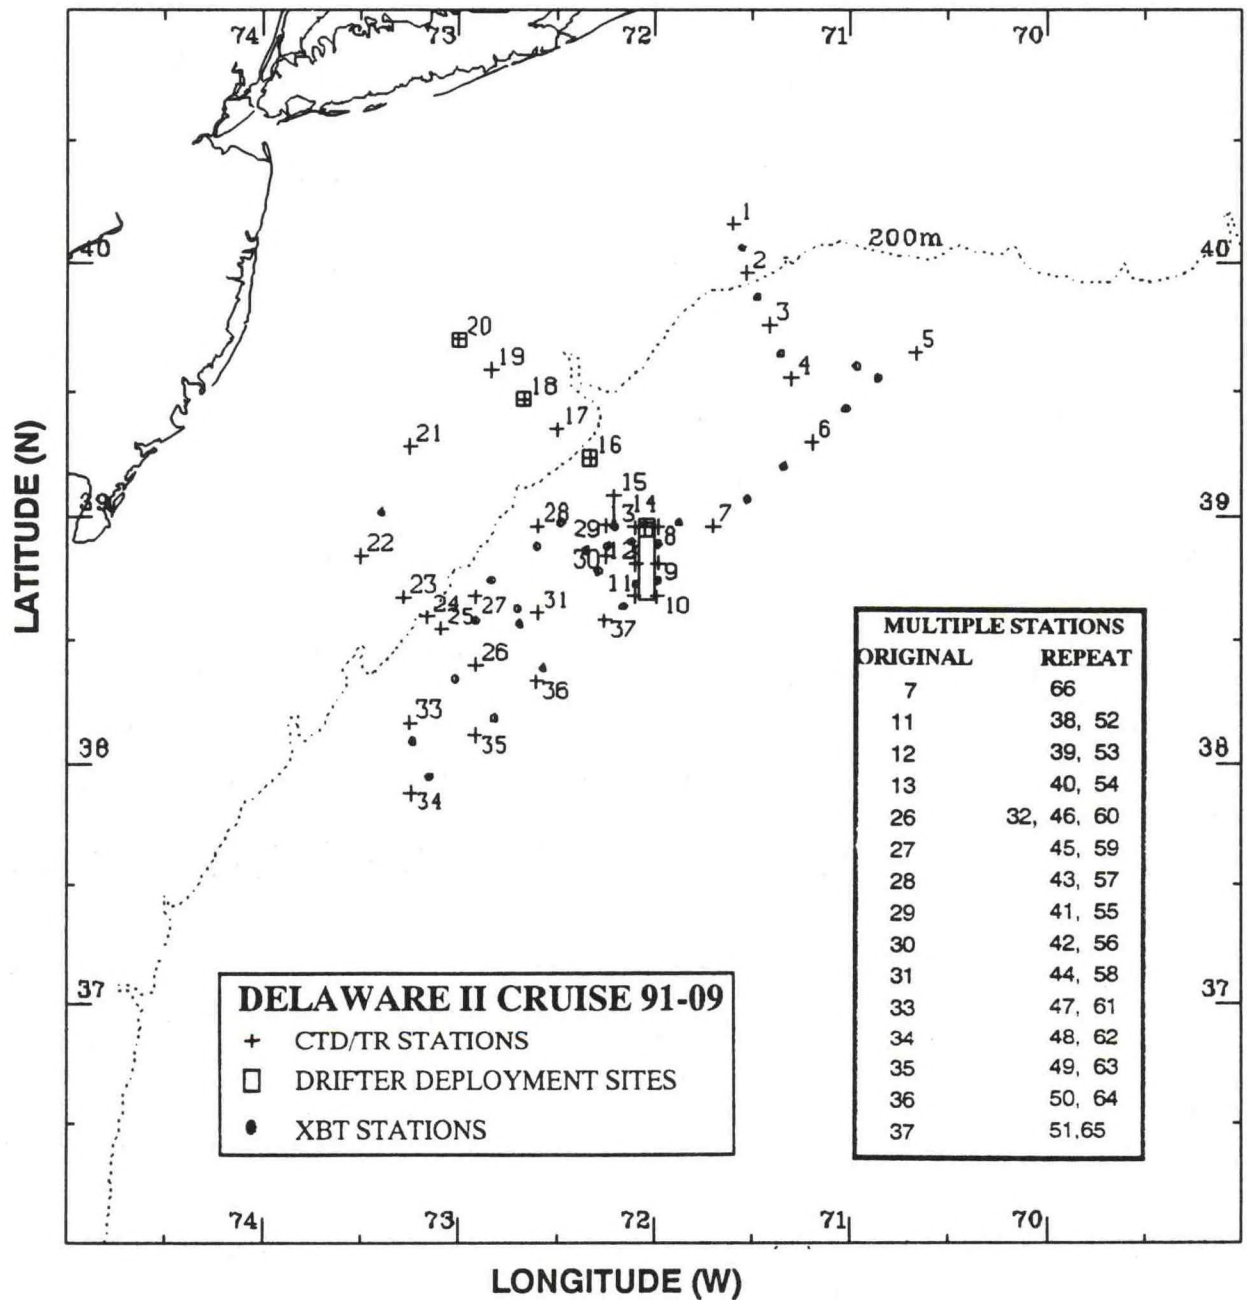 74 73 72 71 70
1
40 200m 40
2
3
20 5
19 4
18
17
21 6
16
15
39 14 39
28 29 13 8 7
22 30 12
23 11 9
24 27 31 10
25 37
26
36
33
35
38 38
34
LATITUDE (N)
MULTIPLE STATIONS
ORIGINAL REPEAT
7 66
11 38, 52
12 39, 53
13 40, 54
26 32, 46, 60
27 45, 59
28 43, 57
29 41, 55
30 42, 56
31 44, 58
33 47, 61
34 48, 62
35 49, 63
36 50, 64
37 51,65
37 37
DELAWARE II CRUISE 91-09
+ CTD/TR STATIONS
DRIFTER DEPLOYMENT SITES
XBT STATIONS
74 73 72 71 70
LONGITUDE (W)